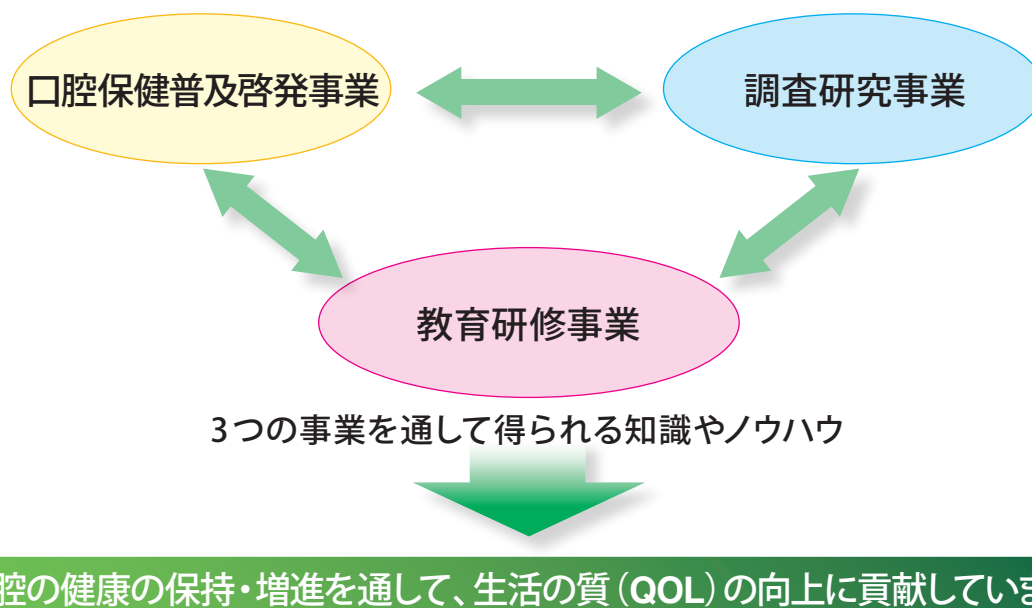 口腔保健普及啓発事業
調査研究事業
教育研修事業
3つの事業を通して得られる知識やノウハウ
腔の健康の保持・増進を通して、生活の質(QOL)の向上に貢献していま